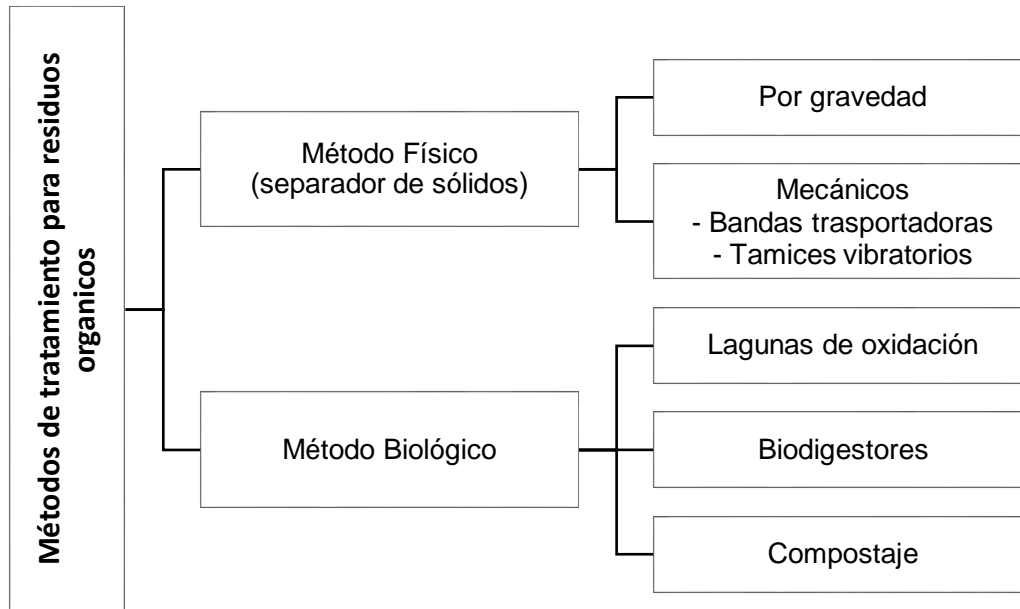 Métodos de tratamiento para residuos
organicos
Método Físico
(separador de sólidos)
Por gravedad
Mecánicos
- Bandas trasportadoras
- Tamices vibratorios
Método Biológico
Lagunas de oxidación
Biodigestores
Compostaje